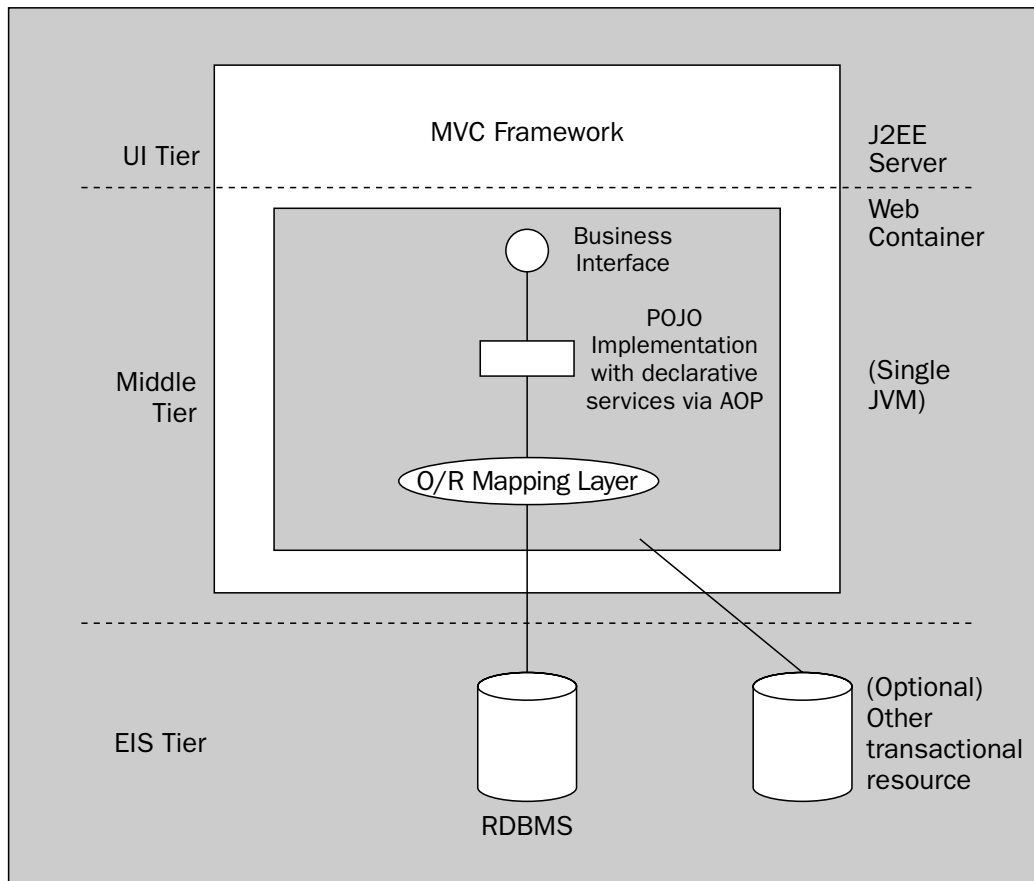 MVC Framework
UI Tier
J2EE
Server
Web
Container
Business
Interface
POJO
Implementation
with declarative
services via AOP
Middle
Tier
(Single
JVM)
O/R Mapping Layer
EIS Tier
RDBMS
(Optional)
Other
transactional
resource